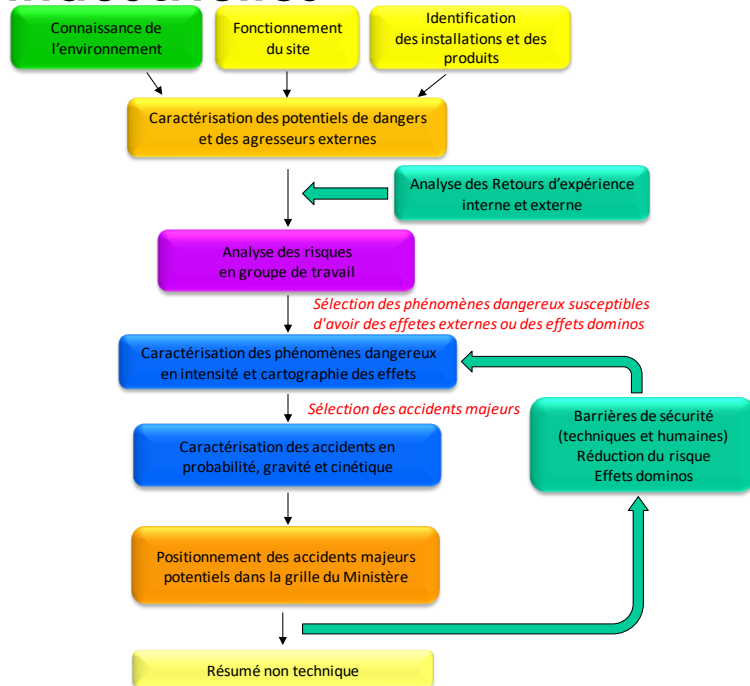 Connaissance de
l'environnement
Fonctionnement
du site
Identification
des installations et des
produits
Caractérisation des potentiels de dangers
et des agresseurs externes
Analyse des Retours d'expérience
interne et externe
Analyse des risques
en groupe de travail
Sélection des phénomènes dangereux susceptibles
d'avoir des effetes externes ou des effets dominos
Caractérisation des phénomènes dangereux
en intensité et cartographie des effets
Sélection des accidents majeurs
Barrières de sécurité
(techniques et humaines)
Réduction du risque
Effets dominos
Caractérisation des accidents en
probabilité, gravité et cinétique
Positionnement des accidents majeurs
potentiels dans la grille du Ministère
Résumé non technique